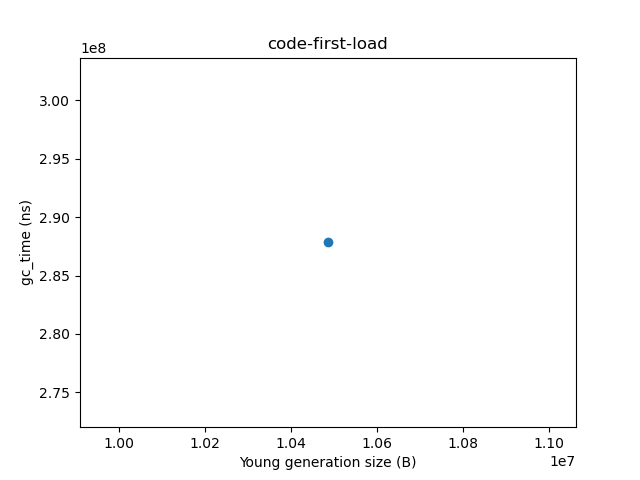 code-first-load
1e8
3.00
2.95
2.90
2.85
2.80
2.75
gc_time (ns)
1.00 1.02 1.04 1.06 1.08 1.10
1e7
Young generation size (B)